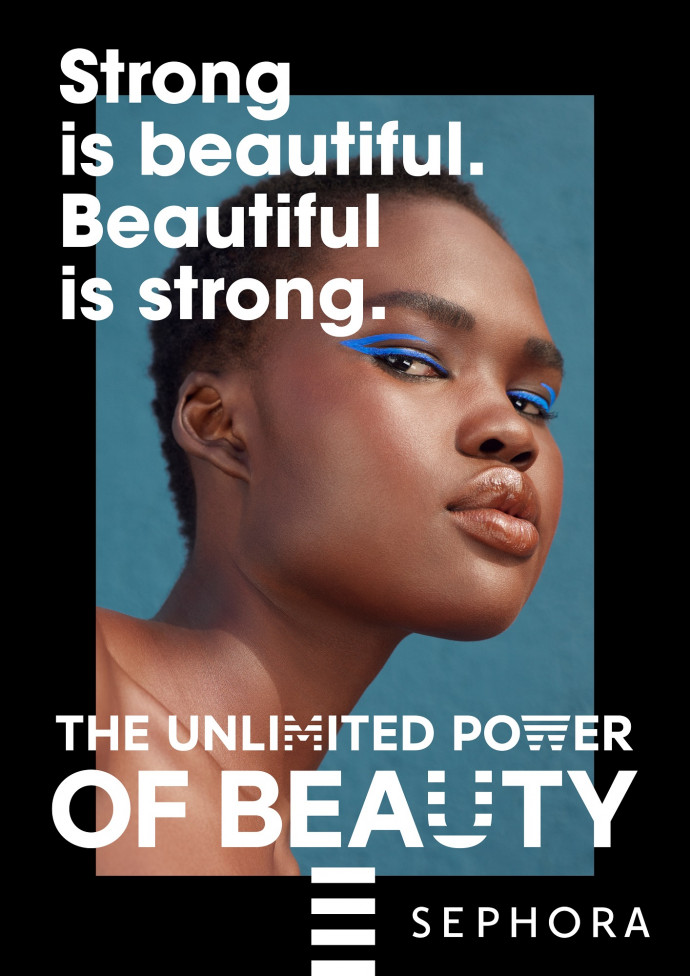 Strong
is beautiful.
Beautiful
is strong.
THE UNLIMITED POWER
OF BEAUTY
SEPHORA